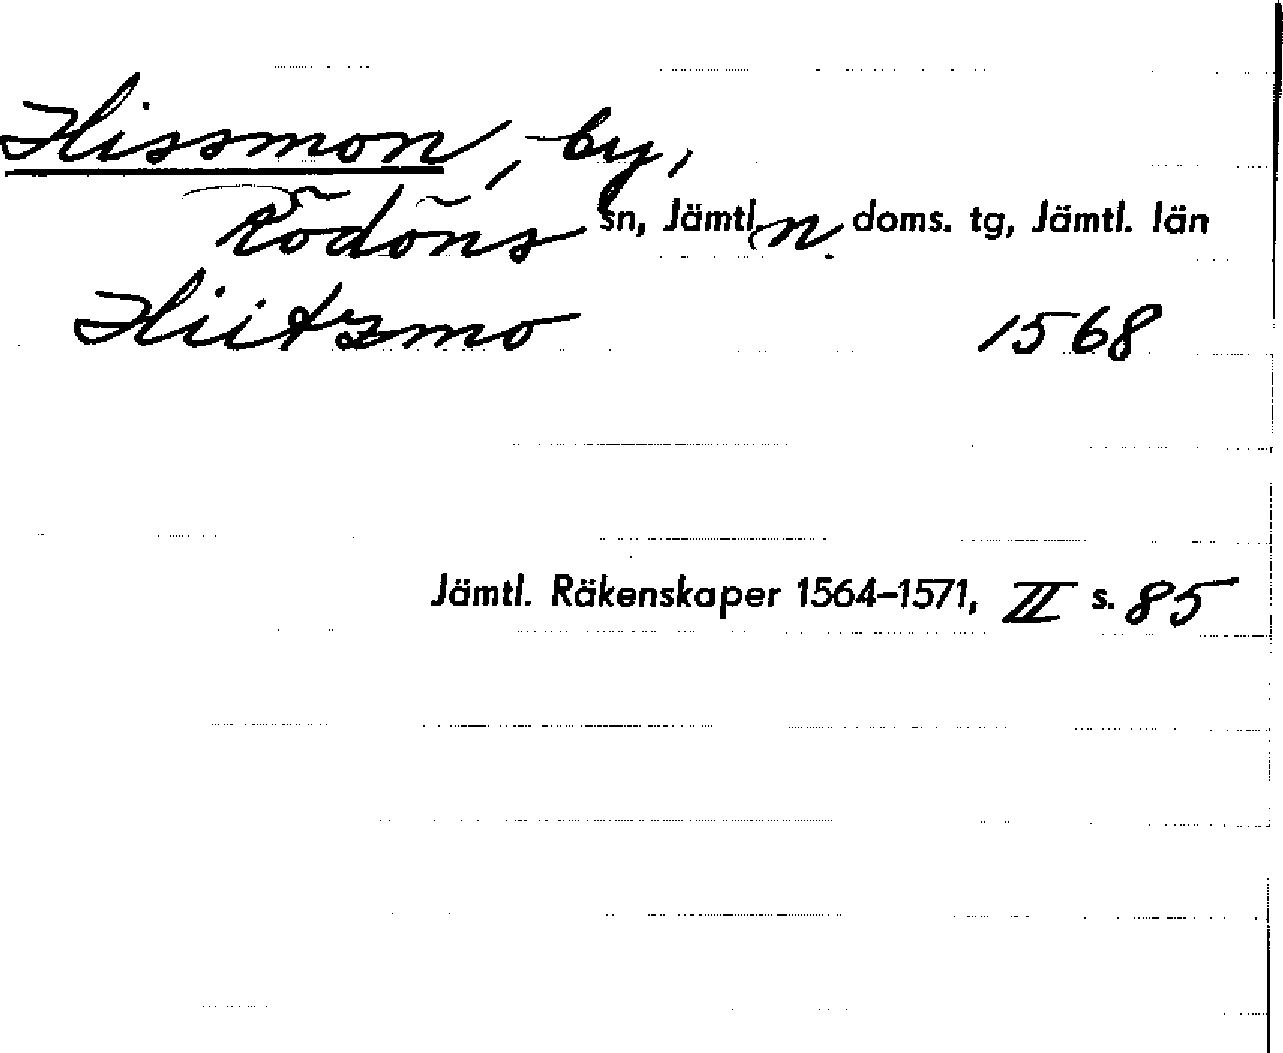 Hissmon, by,
Rödöns sn, Jämtl. n. doms. tg, Jämtl. län
Hiitzmo 1568
Jämtl. Räkenskaper 1564–1571, II s. 85